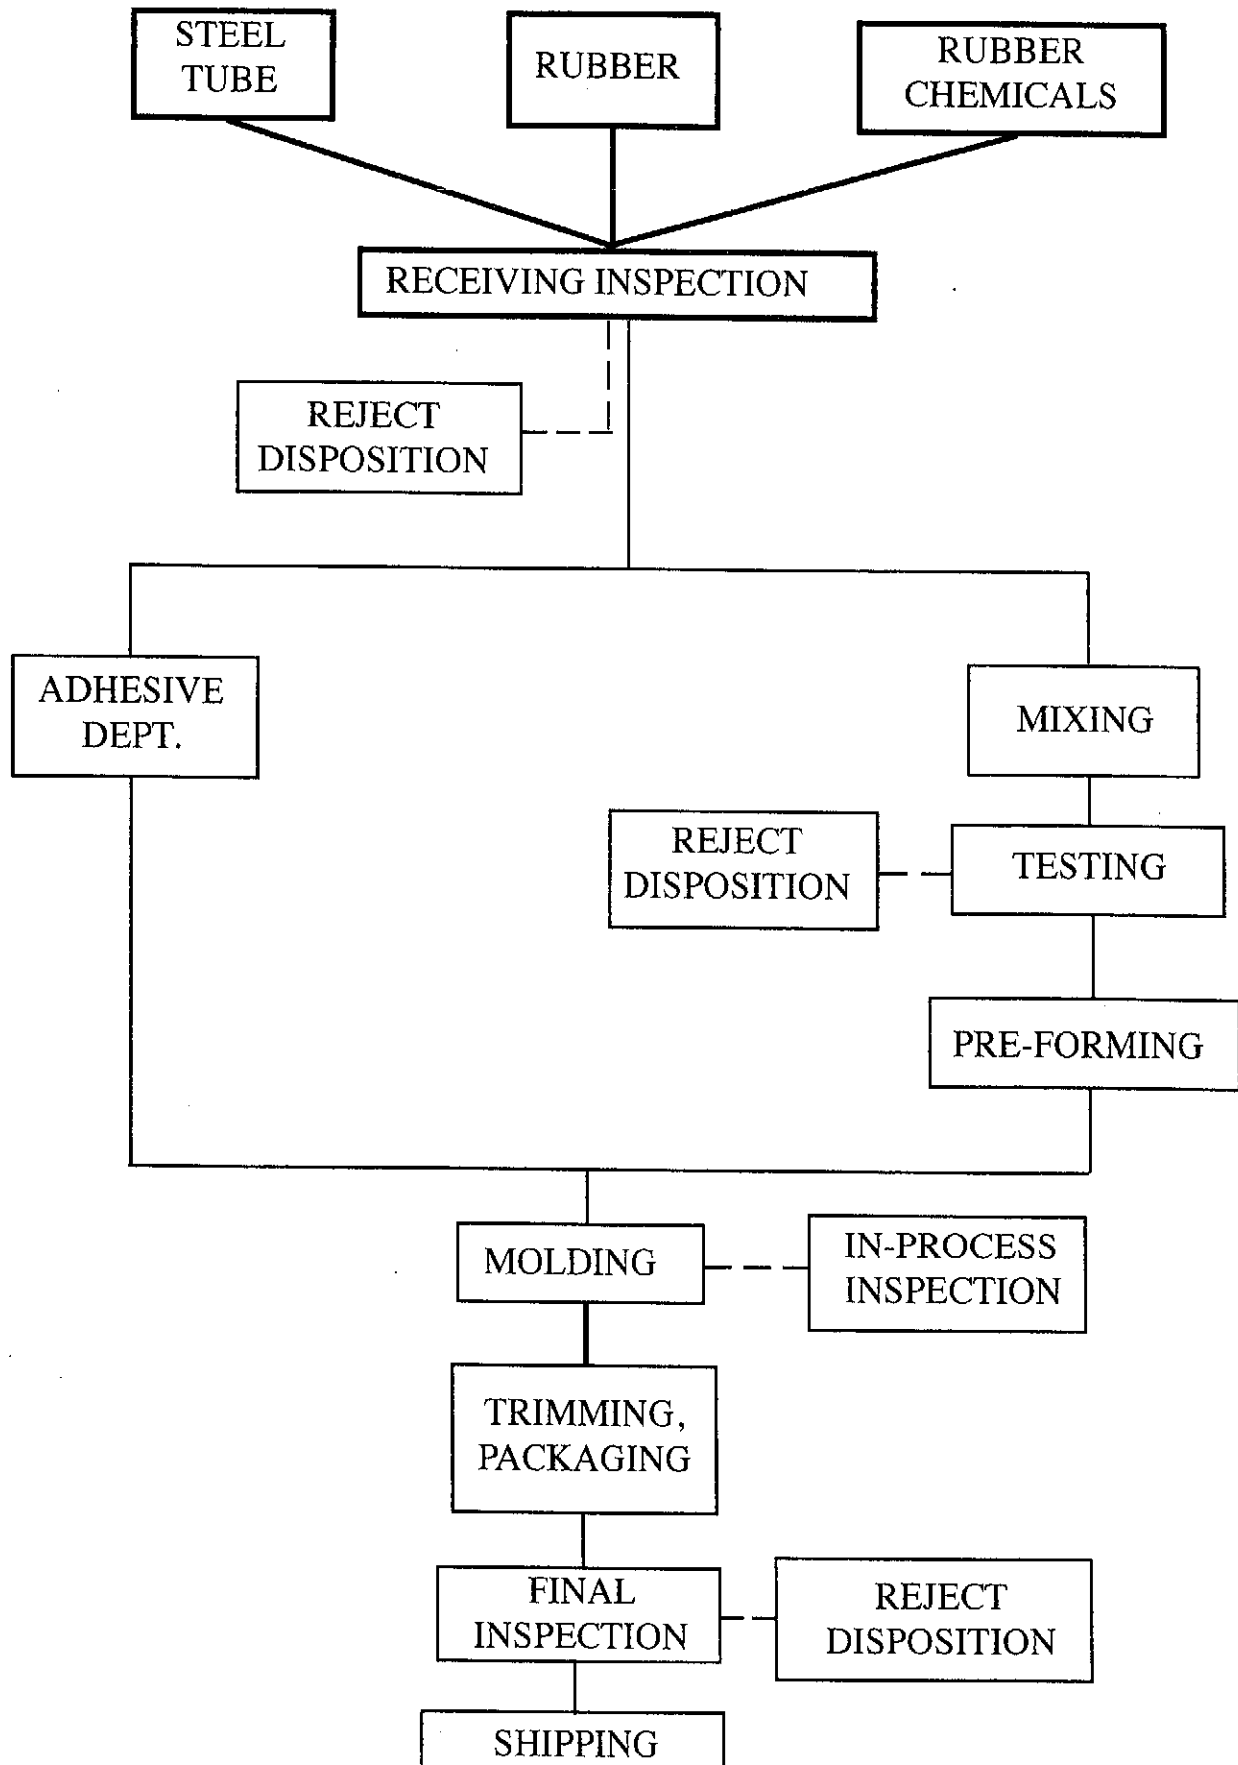 STEEL
TUBE
RUBBER
RUBBER
CHEMICALS
RECEIVING INSPECTION
REJECT
DISPOSITION
ADHESIVE
DEPT.
MIXING
REJECT
DISPOSITION
TESTING
PRE-FORMING
MOLDING
IN-PROCESS
INSPECTION
TRIMMING,
PACKAGING
FINAL
INSPECTION
REJECT
DISPOSITION
SHIPPING